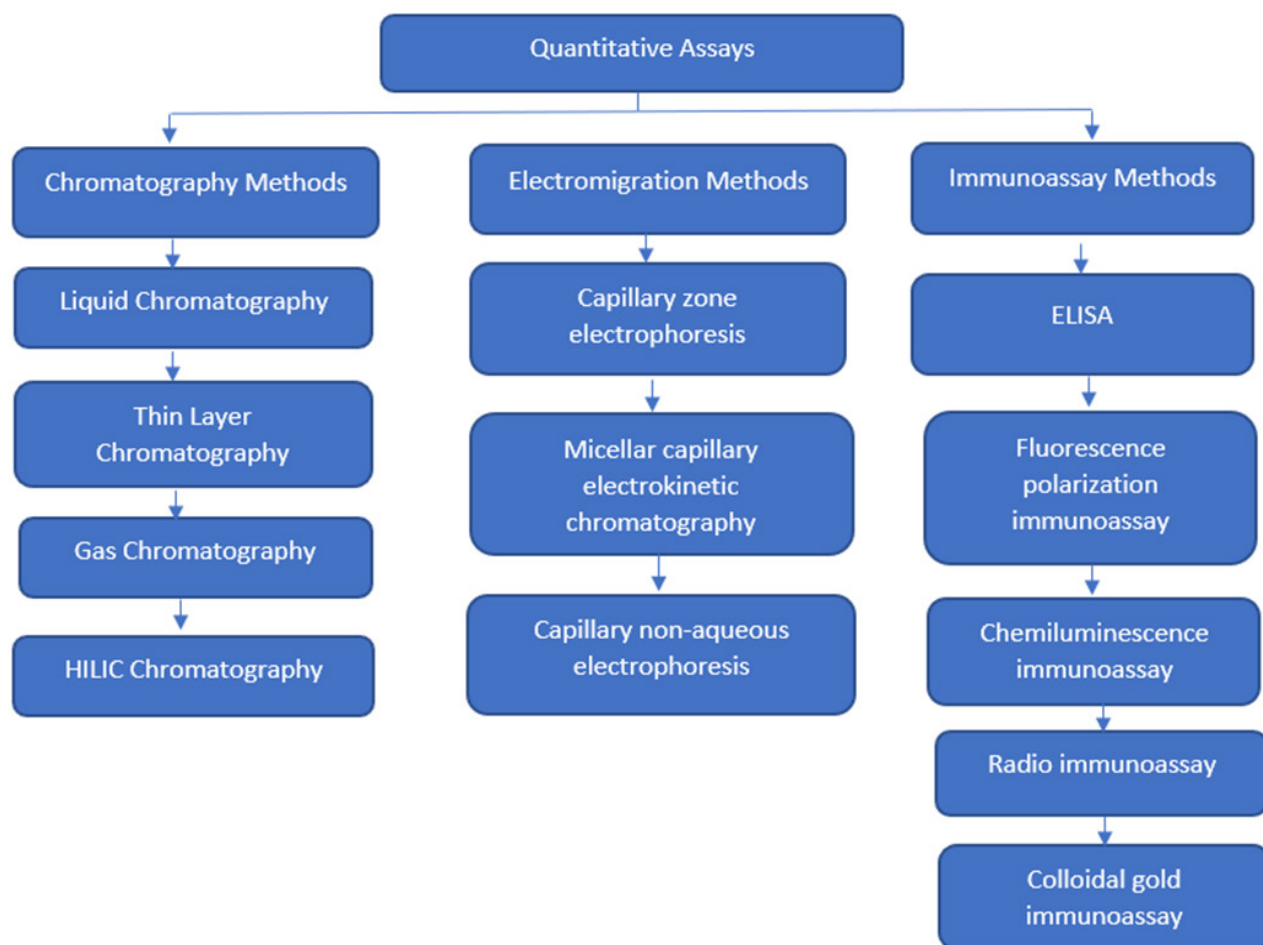 Quantitative Assays
Chromatography Methods
Liquid Chromatography
Thin Layer
Chromatography
Gas Chromatography
HILIC Chromatography
Electromigration Methods
Capillary zone
electrophoresis
Micellar capillary
electrokinetic
chromatography
Capillary non-aqueous
electrophoresis
Immunoassay Methods
ELISA
Fluorescence
polarization
immunoassay
Chemiluminescence
immunoassay
Radio immunoassay
Colloidal gold
immunoassay